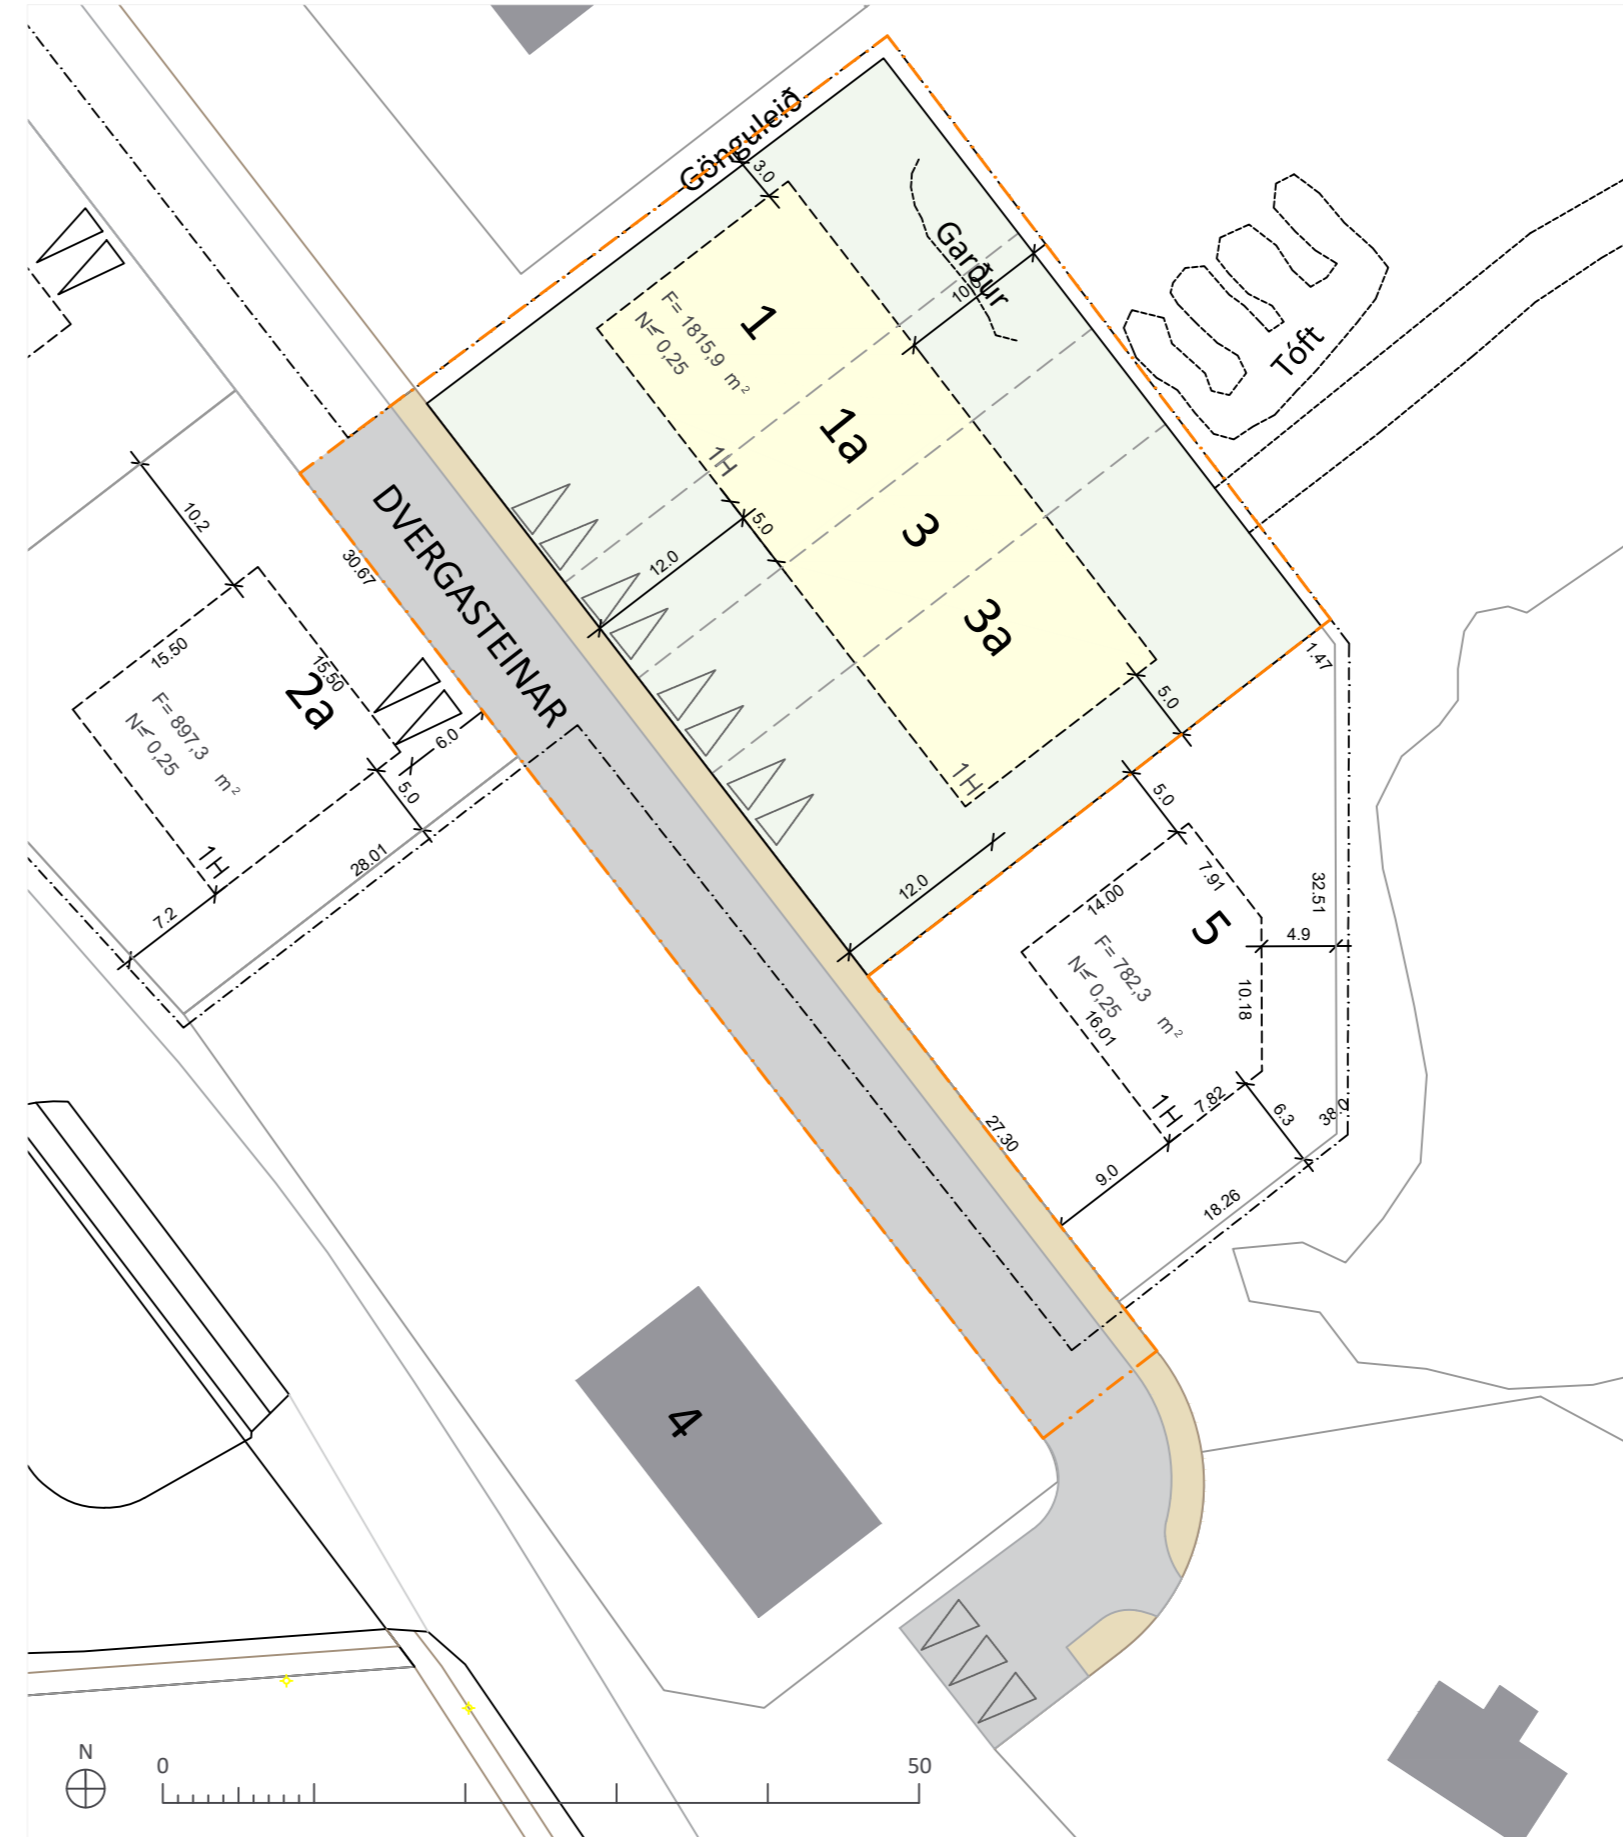 Gönguleið
3.0
Garður
10.0
Tóft
F= 1815,9 m²
N≤ 0,25
1
1a
3
3a
1H
5.0
12.0
1H
5.0
12.0
1.47
DVERGASTEINAR
30.67
10.2
15.50
15.50
2a
F= 897,3 m²
N≤ 0,25
1H
6.0
5.0
28.01
7.2
5.0
7.91
14.00
5
F= 782,3 m²
N≤ 0,25
16.01
10.18
4.9
32.51
1H
7.82
6.3
38.0
9.0
18.26
27.30
4
N
0
50